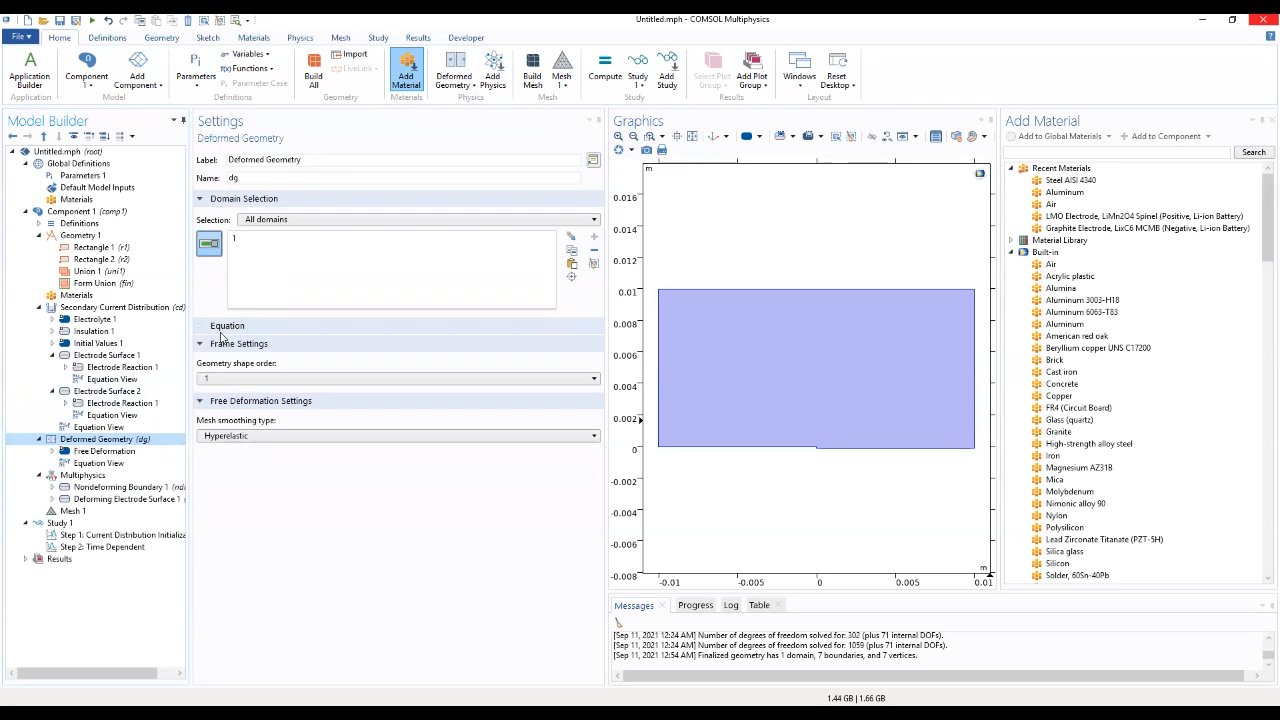 Untitled.mph - COMSOL Multiphysics
File Home Definitions Geometry Sketch Materials Physics Mesh Study Results Developer
Application Builder
Component 1
Add Component
Parameters
Variables
Functions
Parameter Case
Build All
Import
LiveLink
Add Material
Deformed Geometry
Add Physics
Build Mesh
Mesh 1
Compute
Study 1
Add Study
Select Plot Group
Add Plot Group
Windows
Reset Desktop
Application Model Definitions Geometry Materials Physics Mesh Study Results Layout
Model Builder
Untitled.mph (root)
Global Definitions
Parameters 1
Default Model Inputs
Materials
Component 1 (comp1)
Definitions
Geometry 1
Rectangle 1 (r1)
Rectangle 2 (r2)
Union 1 (uni1)
Form Union (fin)
Materials
Secondary Current Distribution (cd)
Electrolyte 1
Insulation 1
Initial Values 1
Electrode Surface 1
Electrode Reaction 1
Equation View
Electrode Surface 2
Electrode Reaction 1
Equation View
Equation View
Deformed Geometry (dg)
Free Deformation
Equation View
Multiphysics
Nondeforming Boundary 1 (nd
Deforming Electrode Surface 1
Mesh 1
Study 1
Step 1: Current Distribution Initializa
Step 2: Time Dependent
Results
Settings
Deformed Geometry
Label: Deformed Geometry
Name: dg
Domain Selection
Selection: All domains
1
Equation
Frame Settings
Geometry shape order:
1
Free Deformation Settings
Mesh smoothing type:
Hyperelastic
Graphics
m
0.016
0.014
0.012
0.01
0.008
0.006
0.004
0.002
0
-0.002
-0.004
-0.006
-0.008
m
-0.01 -0.005 0 0.005 0.01
Messages Progress Log Table
[Sep 11, 2021 12:24 AM] Number of degrees of freedom solved for: 302 (plus 71 internal DOFs).
[Sep 11, 2021 12:24 AM] Number of degrees of freedom solved for: 1059 (plus 71 internal DOFs).
[Sep 11, 2021 12:54 AM] Finalized geometry has 1 domain, 7 boundaries, and 7 vertices.
Add Material
Add to Global Materials Add to Component
Search
Recent Materials
Steel AISI 4340
Aluminum
Air
LMO Electrode, LiMn2O4 Spinel (Positive, Li-ion Battery)
Graphite Electrode, LixC6 MCMB (Negative, Li-ion Battery)
Material Library
Built-in
Air
Acrylic plastic
Alumina
Aluminum 3003-H18
Aluminum 6063-T83
Aluminum
American red oak
Beryllium copper UNS C17200
Brick
Cast iron
Concrete
Copper
FR4 (Circuit Board)
Glass (quartz)
Granite
High-strength alloy steel
Iron
Magnesium AZ31B
Mica
Molybdenum
Nimonic alloy 90
Nylon
Polysilicon
Lead Zirconate Titanate (PZT-5H)
Silica glass
Silicon
Solder, 60Sn-40Pb
1.44 GB | 1.66 GB